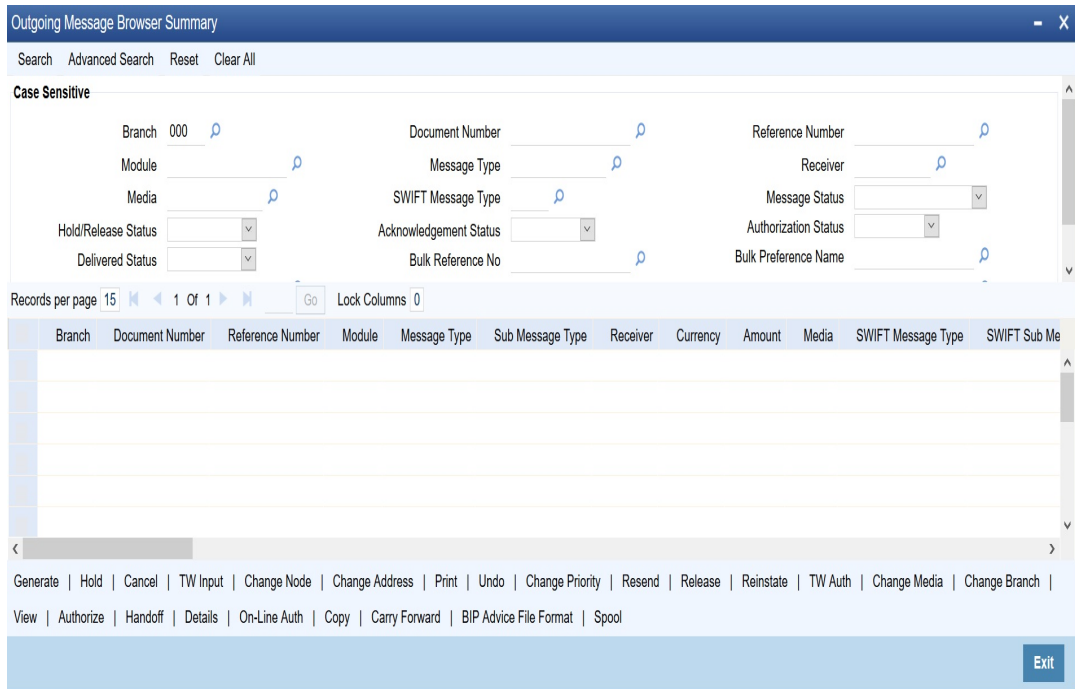 Outgoing Message Browser Summary
Search Advanced Search Reset Clear All
Case Sensitive
Branch 000 Document Number Reference Number
Module Message Type Receiver
Media SWIFT Message Type Message Status
Hold/Release Status Acknowledgement Status Authorization Status
Delivered Status Bulk Reference No Bulk Preference Name
Records per page 15 1 Of 1 Go Lock Columns 0
Branch Document Number Reference Number Module Message Type Sub Message Type Receiver Currency Amount Media SWIFT Message Type SWIFT Sub Me
Generate | Hold | Cancel | TW Input | Change Node | Change Address | Print | Undo | Change Priority | Resend | Release | Reinstate | TW Auth | Change Media | Change Branch |
View | Authorize | Handoff | Details | On-Line Auth | Copy | Carry Forward | BIP Advice File Format | Spool
Exit